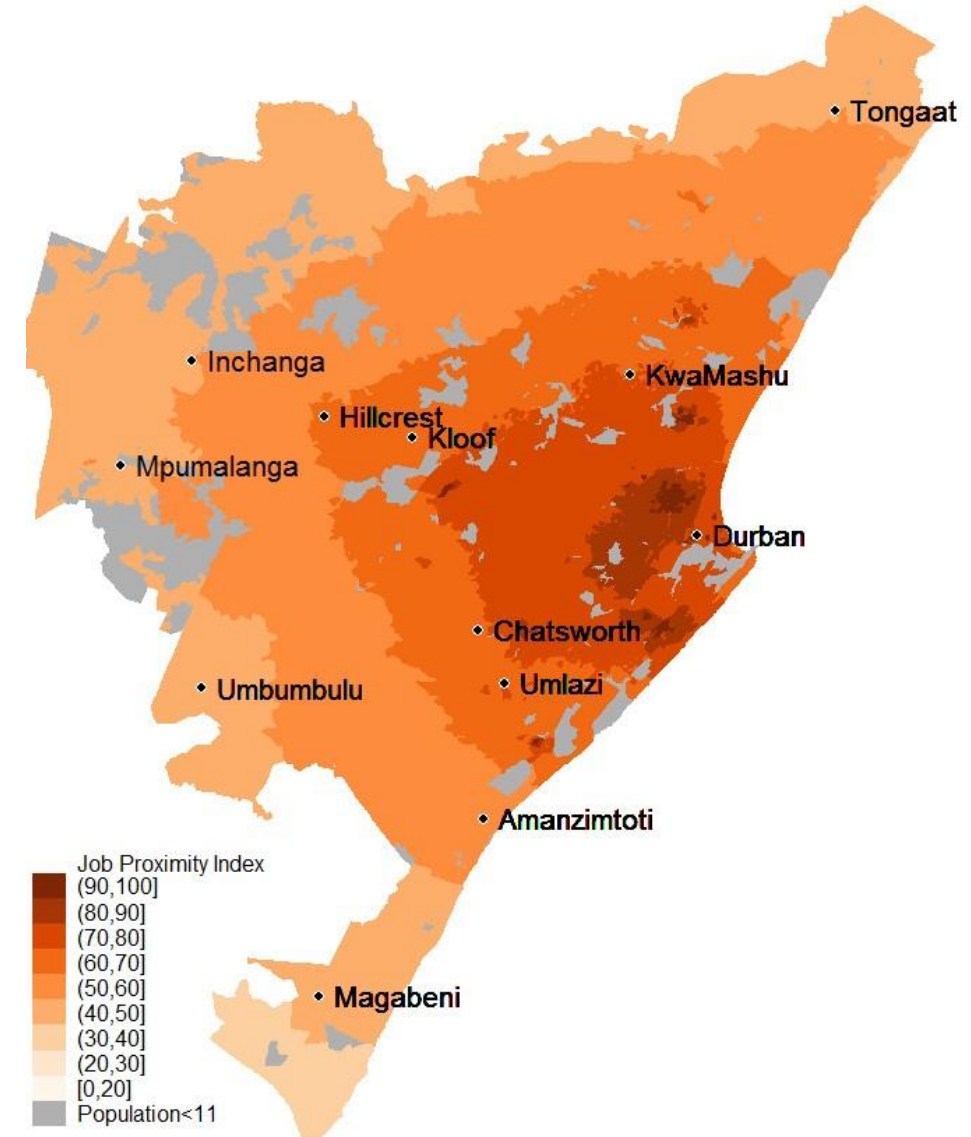 Tongaat
Inchanga
KwaMashu
Hillcrest
Kloof
Mpumalanga
Durban
Chatsworth
Umlazi
Umbumbulu
Amanzimtoti
Job Proximity Index
(90,100]
(80,90]
(70,80]
(60,70]
(50,60]
(40,50]
(30,40]
(20,30]
[0,20]
Population<11
Magabeni